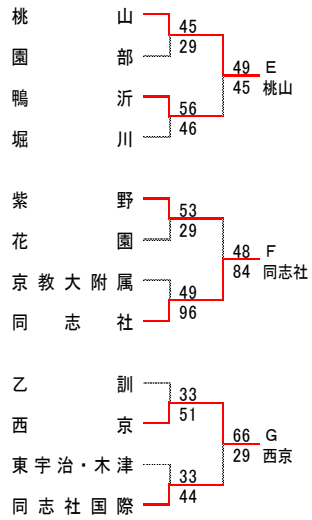 桃山
45
園部
29
49 E
45 桃山
鴨沂
56
堀川
46
紫野
53
花園
29
48 F
84 同志社
京教大附属
49
同志社
96
乙訓
33
西京
51
66 G
29 西京
東宇治・木津
33
同志社国際
44